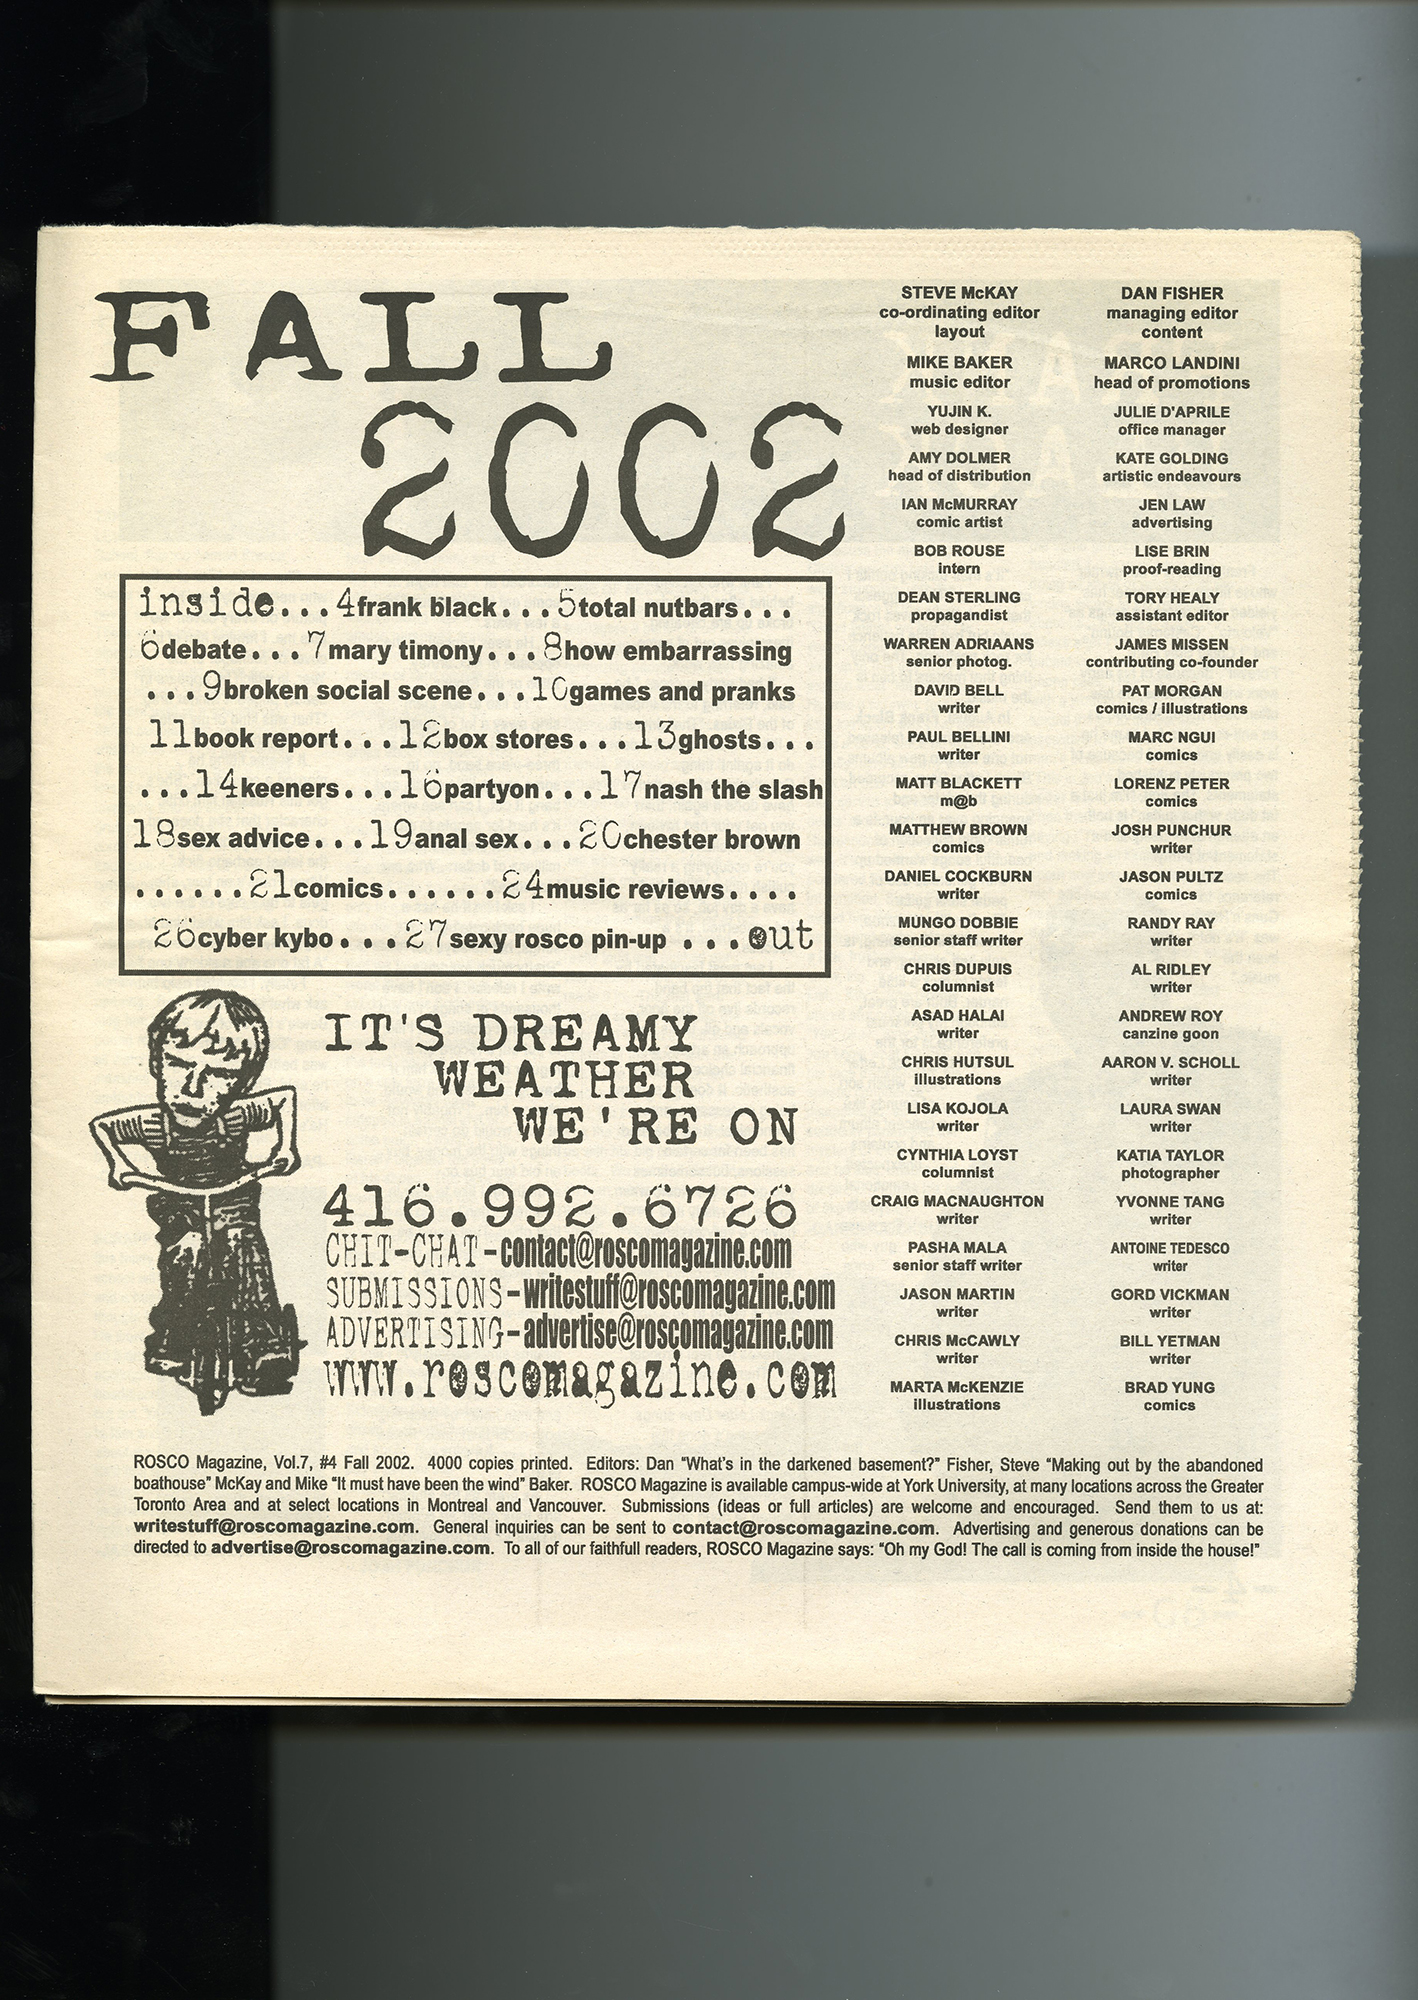 FALL
2002
inside...4frank black...5total nutbars...
6debate...7mary timony...8how embarrassing
...9broken social scene...10games and pranks
11book report...12box stores...13ghosts...
...14keeners...16partyon...17nash the slash
18sex advice...19anal sex...20chester brown
......21comics......24music reviews....
26cyber kybo...27sexy rosco pin-up ...out
IT'S DREAMY
WEATHER
WE'RE ON
416.992.6726
CHIT-CHAT-contact@roscomagazine.com
SUBMISSIONS-writestuff@roscomagazine.com
ADVERTISING-advertise@roscomagazine.com
www.roscomagazine.com
STEVE McKAY
co-ordinating editor
layout
MIKE BAKER
music editor
YUJIN K.
web designer
AMY DOLMER
head of distribution
IAN McMURRAY
comic artist
BOB ROUSE
intern
DEAN STERLING
propagandist
WARREN ADRIAANS
senior photog.
DAVID BELL
writer
PAUL BELLINI
writer
MATT BLACKETT
m@b
MATTHEW BROWN
comics
DANIEL COCKBURN
writer
MUNGO DOBBIE
senior staff writer
CHRIS DUPUIS
columnist
ASAD HALAI
writer
CHRIS HUTSUL
illustrations
LISA KOJOLA
writer
CYNTHIA LOYST
columnist
CRAIG MACNAUGHTON
writer
PASHA MALA
senior staff writer
JASON MARTIN
writer
CHRIS McCAWLY
writer
MARTA McKENZIE
illustrations
DAN FISHER
managing editor
content
MARCO LANDINI
head of promotions
JULIE D'APRILE
office manager
KATE GOLDING
artistic endeavours
JEN LAW
advertising
LISE BRIN
proof-reading
TORY HEALY
assistant editor
JAMES MISSEN
contributing co-founder
PAT MORGAN
comics / illustrations
MARC NGUI
comics
LORENZ PETER
comics
JOSH PUNCHUR
writer
JASON PULTZ
comics
RANDY RAY
writer
AL RIDLEY
writer
ANDREW ROY
canzine goon
AARON V. SCHOLL
writer
LAURA SWAN
writer
KATIA TAYLOR
photographer
YVONNE TANG
writer
ANTOINE TEDESCO
writer
GORD VICKMAN
writer
BILL YETMAN
writer
BRAD YUNG
comics
ROSCO Magazine, Vol.7, #4 Fall 2002. 4000 copies printed. Editors: Dan "What's in the darkened basement?" Fisher, Steve "Making out by the abandoned
boathouse" McKay and Mike "It must have been the wind" Baker. ROSCO Magazine is available campus-wide at York University, at many locations across the Greater
Toronto Area and at select locations in Montreal and Vancouver. Submissions (ideas or full articles) are welcome and encouraged. Send them to us at:
writestuff@roscomagazine.com. General inquiries can be sent to contact@roscomagazine.com. Advertising and generous donations can be
directed to advertise@roscomagazine.com. To all of our faithfull readers, ROSCO Magazine says: "Oh my God! The call is coming from inside the house!"